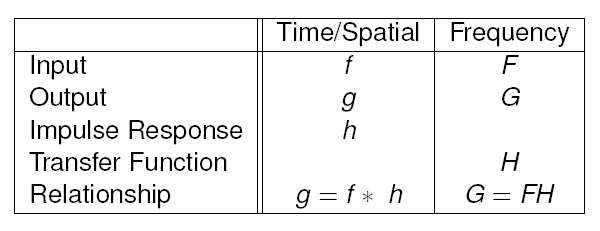 Time/Spatial Frequency
Input f F
Output g G
Impulse Response h
Transfer Function H
Relationship g = f ∗ h G = FH